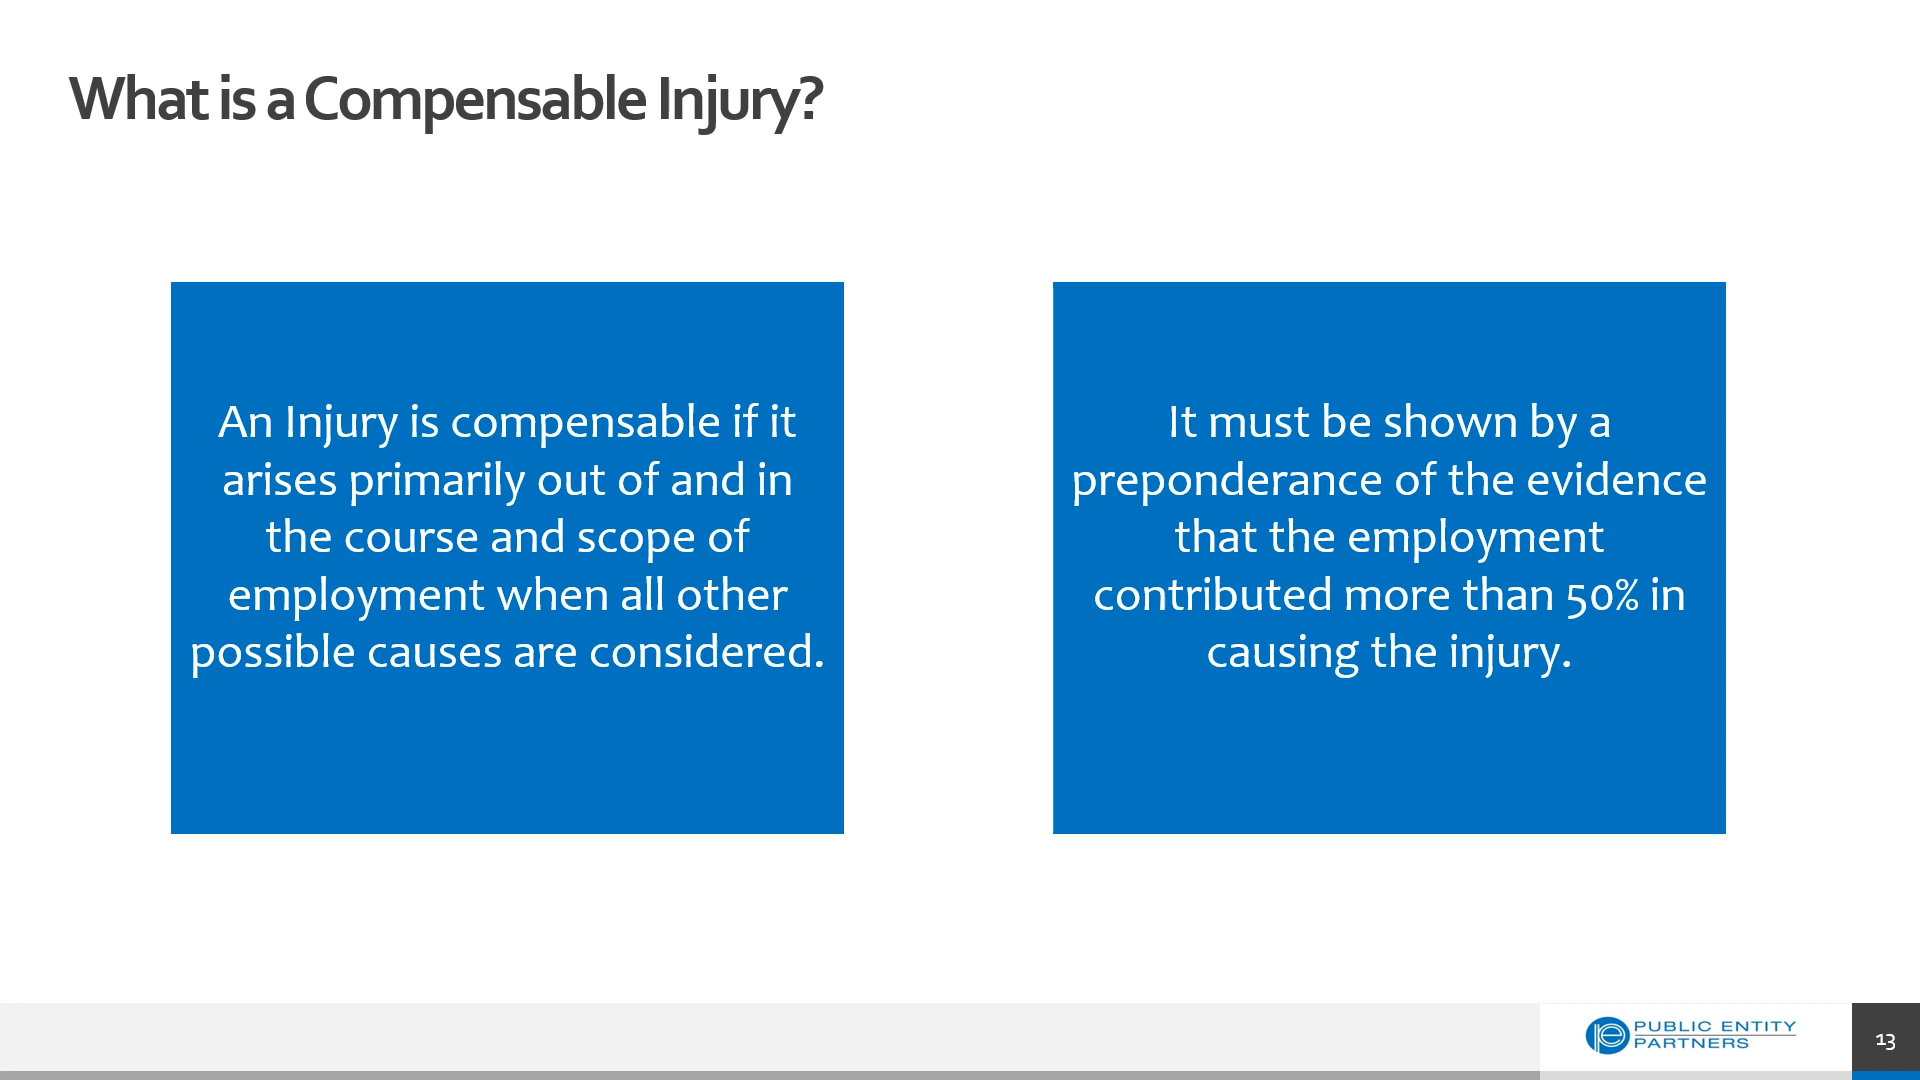 What is a Compensable Injury?
An Injury is compensable if it
arises primarily out of and in
the course and scope of
employment when all other
possible causes are considered.
It must be shown by a
preponderance of the evidence
that the employment
contributed more than 50% in
causing the injury.
PUBLIC ENTITY
PARTNERS
13